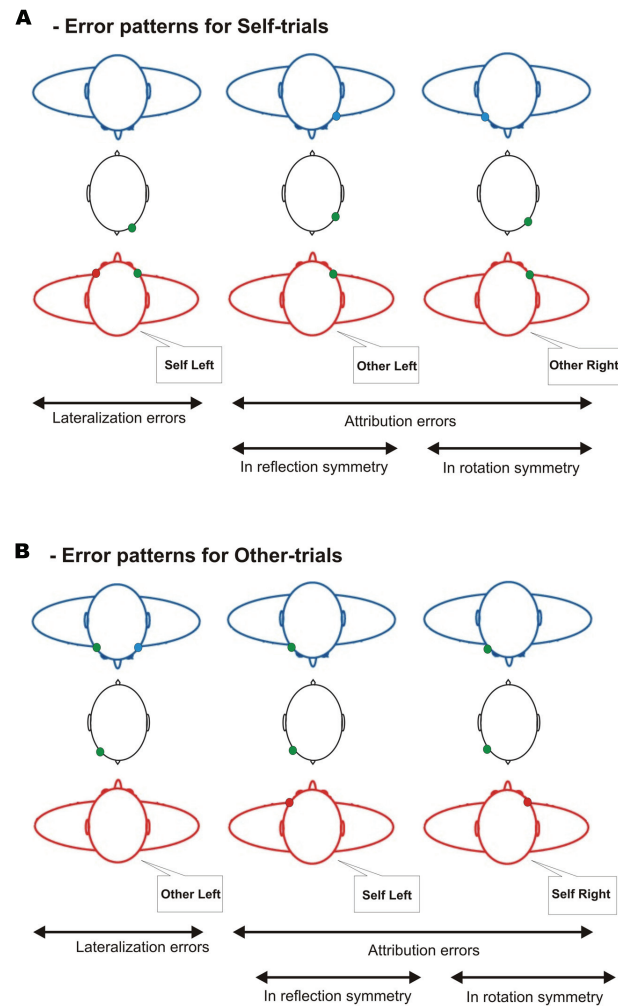 A - Error patterns for Self-trials
Self Left
Other Left
Other Right
Lateralization errors
Attribution errors
In reflection symmetry
In rotation symmetry
B - Error patterns for Other-trials
Other Left
Self Left
Self Right
Lateralization errors
Attribution errors
In reflection symmetry
In rotation symmetry